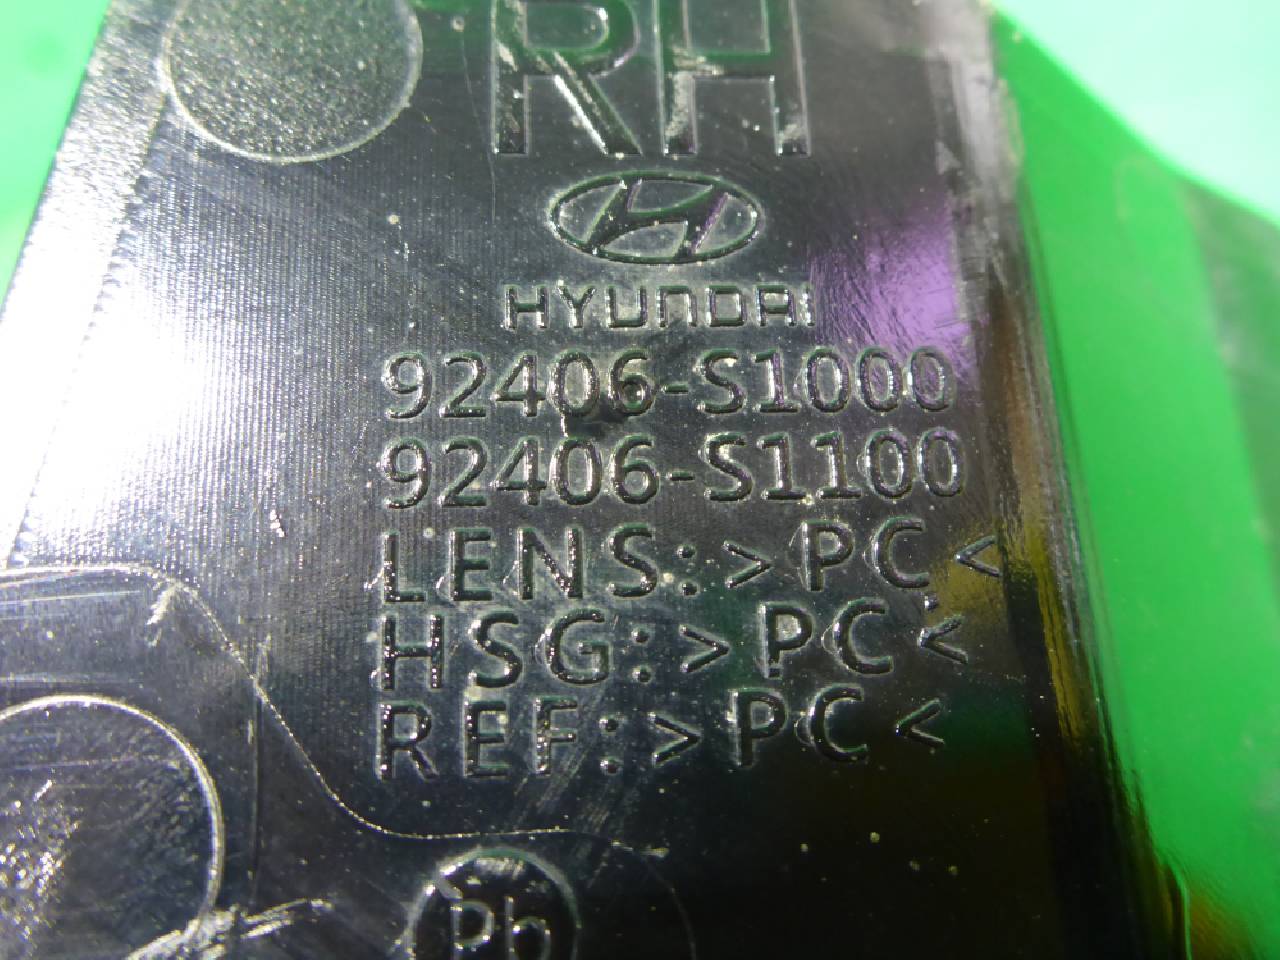 RH
HYUNDAI
92406-S1000
92406-S1100
LENS:>PC<
HSG:>PC<
REF:>PC<
Pb